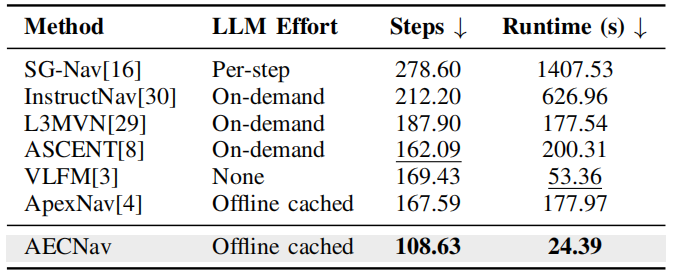 Method LLM Effort Steps ↓ Runtime (s) ↓
SG-Nav[16] Per-step 278.60 1407.53
InstructNav[30] On-demand 212.20 626.96
L3MVN[29] On-demand 187.90 177.54
ASCENT[8] On-demand 162.09 200.31
VLFM[3] None 169.43 53.36
ApexNav[4] Offline cached 167.59 177.97
AECNav Offline cached 108.63 24.39